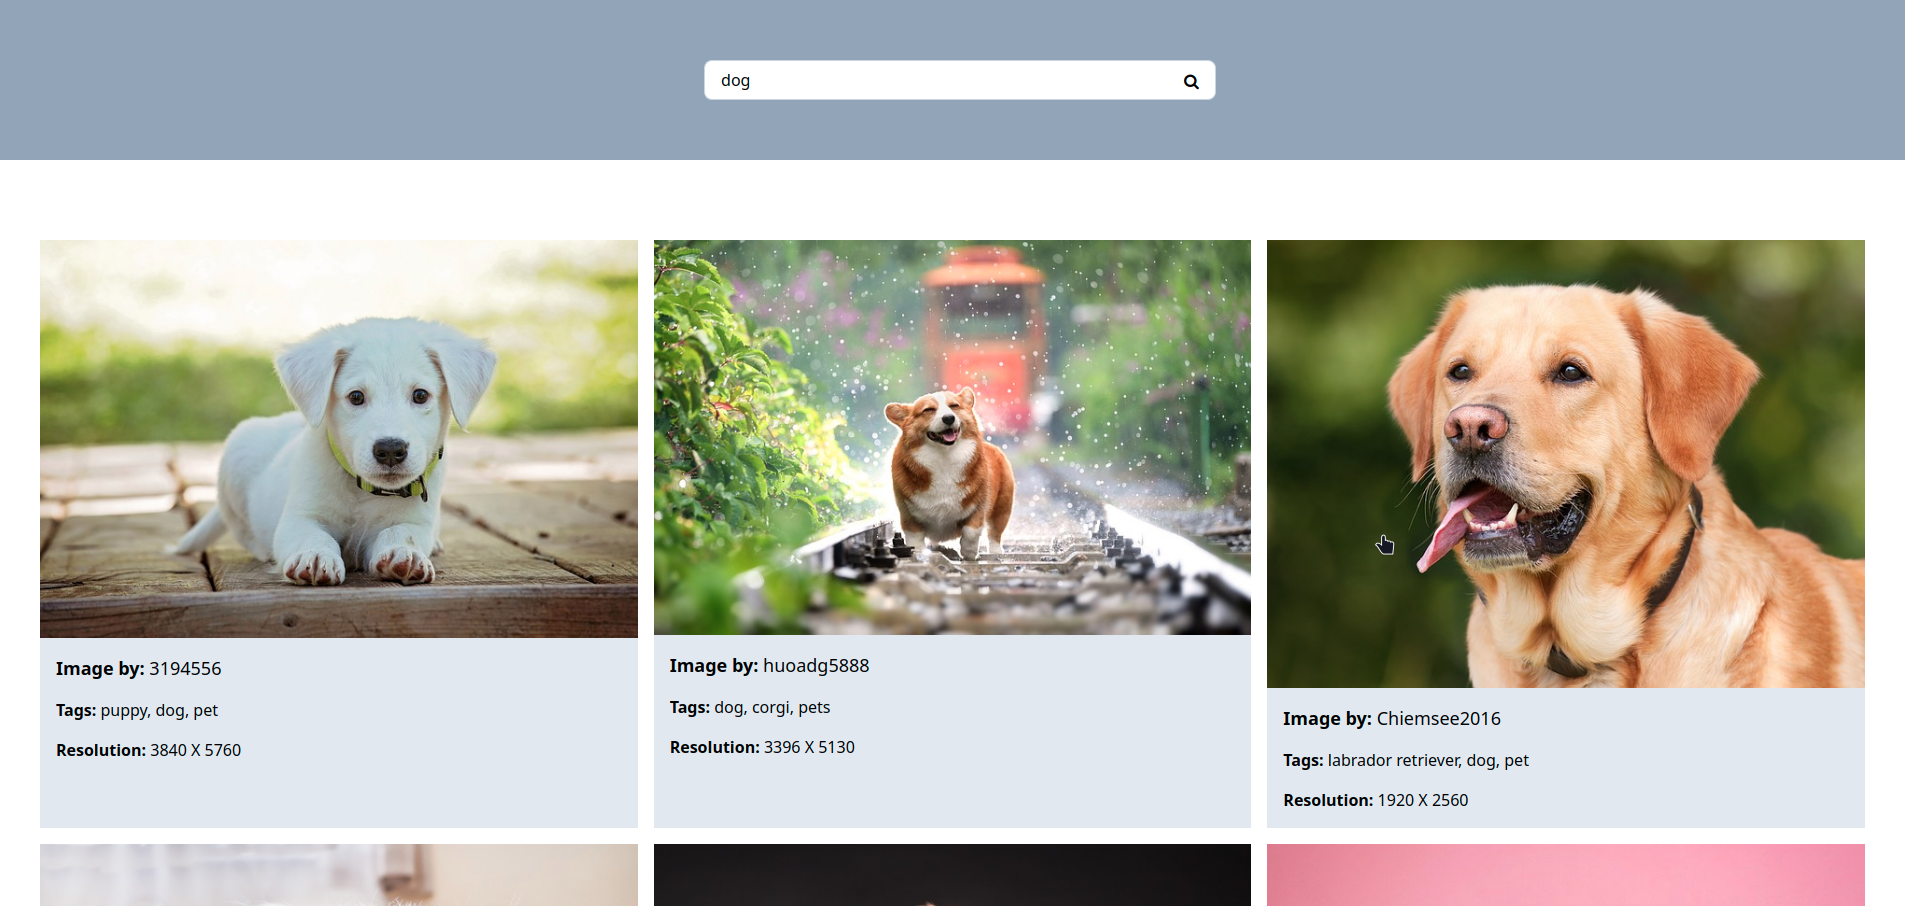 dog
Image by: 3194556
Tags: puppy, dog, pet
Resolution: 3840 X 5760
Image by: huoadg5888
Tags: dog, corgi, pets
Resolution: 3396 X 5130
Image by: Chiemsee2016
Tags: labrador retriever, dog, pet
Resolution: 1920 X 2560